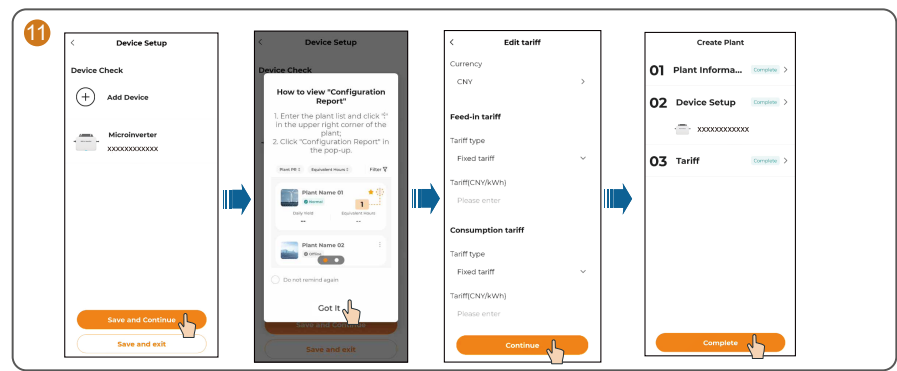 11
Device Setup
Device Check
Add Device
Microinverter
XXXXXXXXXXXX
Save and Continue
Save and exit
Device Setup
Device Check
How to view "Configuration
Report"
1. Enter the plant list and click "⋮"
in the upper right corner of the
plant;
2. Click "Configuration Report" in
the pop-up.
Plant PR
Equivalent Hours
Filter
Plant Name 01
Normal
1
Daily Yield
Equivalent Hours
--
--
Plant Name 02
Offline
Do not remind again
Got it
Save and Continue
Save and exit
Edit tariff
Currency
CNY
Feed-in tariff
Tariff type
Fixed tariff
Tariff(CNY/kWh)
Please enter
Consumption tariff
Tariff type
Fixed tariff
Tariff(CNY/kWh)
Please enter
Continue
Create Plant
01 Plant Informa... Complete
02 Device Setup Complete
XXXXXXXXXXXX
03 Tariff Complete
Complete